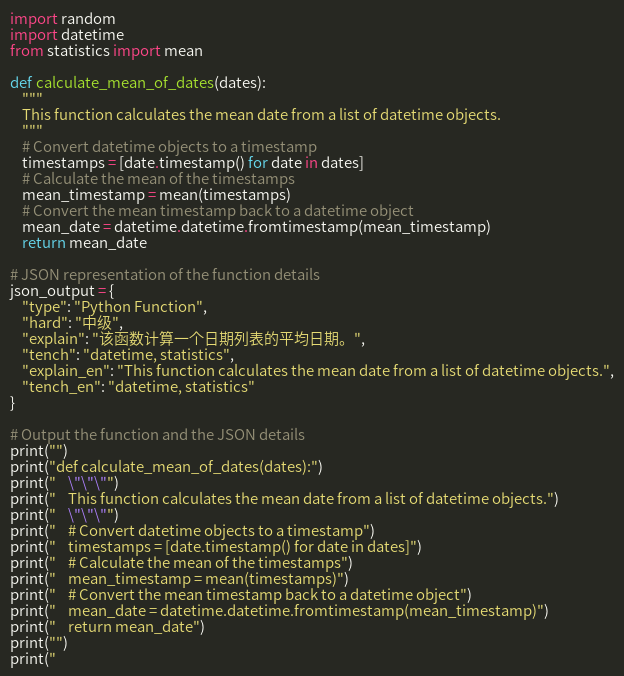 import random
import datetime
from statistics import mean

def calculate_mean_of_dates(dates):
    """
    This function calculates the mean date from a list of datetime objects.
    """
    # Convert datetime objects to a timestamp
    timestamps = [date.timestamp() for date in dates]
    # Calculate the mean of the timestamps
    mean_timestamp = mean(timestamps)
    # Convert the mean timestamp back to a datetime object
    mean_date = datetime.datetime.fromtimestamp(mean_timestamp)
    return mean_date

# JSON representation of the function details
json_output = {
    "type": "Python Function",
    "hard": "中级",
    "explain": "该函数计算一个日期列表的平均日期。",
    "tench": "datetime, statistics",
    "explain_en": "This function calculates the mean date from a list of datetime objects.",
    "tench_en": "datetime, statistics"
}

# Output the function and the JSON details
print("")
print("def calculate_mean_of_dates(dates):")
print("    \"\"\"")
print("    This function calculates the mean date from a list of datetime objects.")
print("    \"\"\"")
print("    # Convert datetime objects to a timestamp")
print("    timestamps = [date.timestamp() for date in dates]")
print("    # Calculate the mean of the timestamps")
print("    mean_timestamp = mean(timestamps)")
print("    # Convert the mean timestamp back to a datetime object")
print("    mean_date = datetime.datetime.fromtimestamp(mean_timestamp)")
print("    return mean_date")
print("")
print("